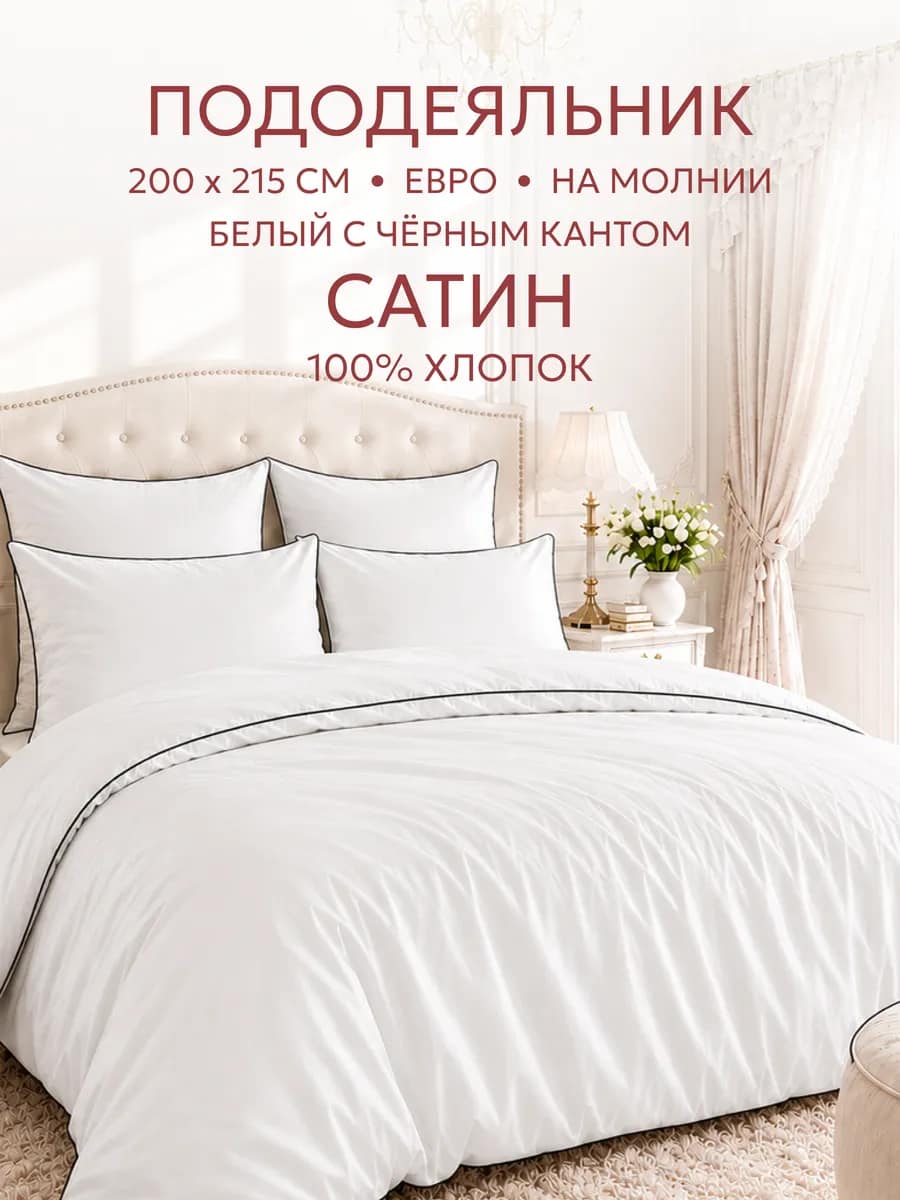 ПОДОДЕЯЛЬНИК
200 x 215 СМ • ЕВРО • НА МОЛНИИ
БЕЛЫЙ С ЧЁРНЫМ КАНТОМ
САТИН
100% ХЛОПОК